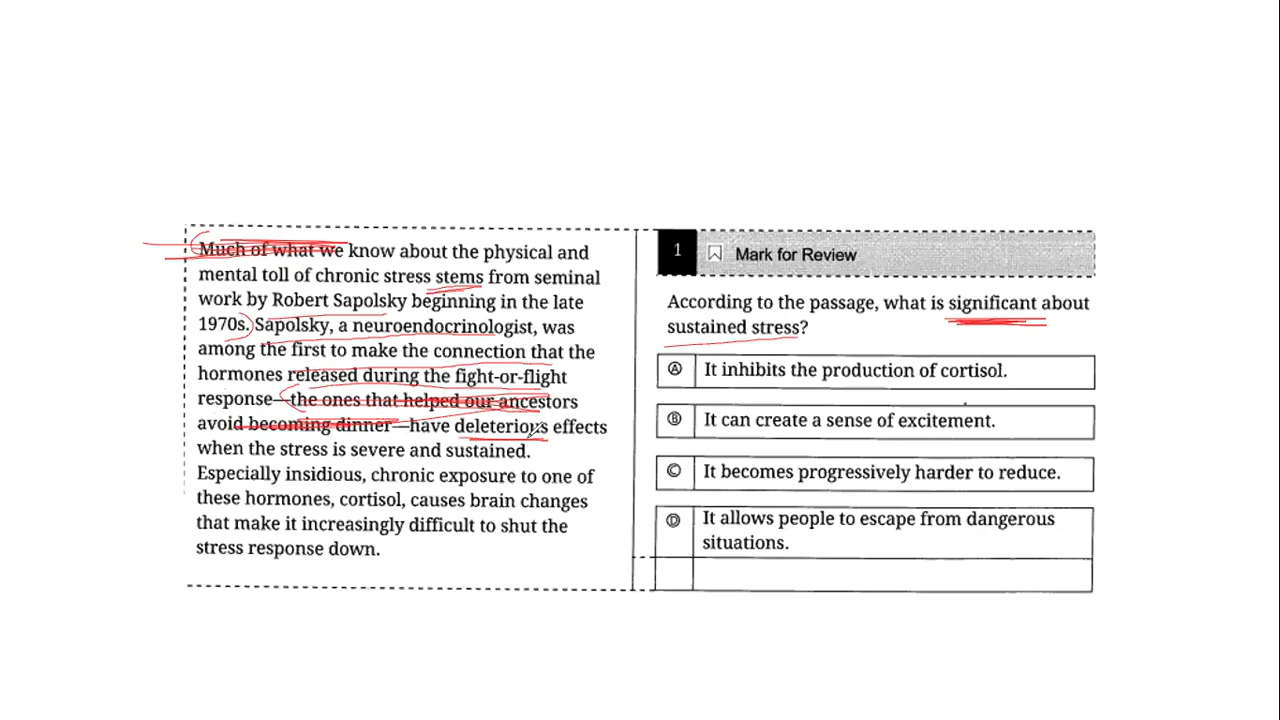 Much of what we know about the physical and
mental toll of chronic stress stems from seminal
work by Robert Sapolsky beginning in the late
1970s. Sapolsky, a neuroendocrinologist, was
among the first to make the connection that the
hormones released during the fight-or-flight
response—the ones that helped our ancestors
avoid becoming dinner—have deleterious effects
when the stress is severe and sustained.
Especially insidious, chronic exposure to one of
these hormones, cortisol, causes brain changes
that make it increasingly difficult to shut the
stress response down.
1 Mark for Review
According to the passage, what is significant about
sustained stress?
A It inhibits the production of cortisol.
B It can create a sense of excitement.
C It becomes progressively harder to reduce.
D It allows people to escape from dangerous
situations.